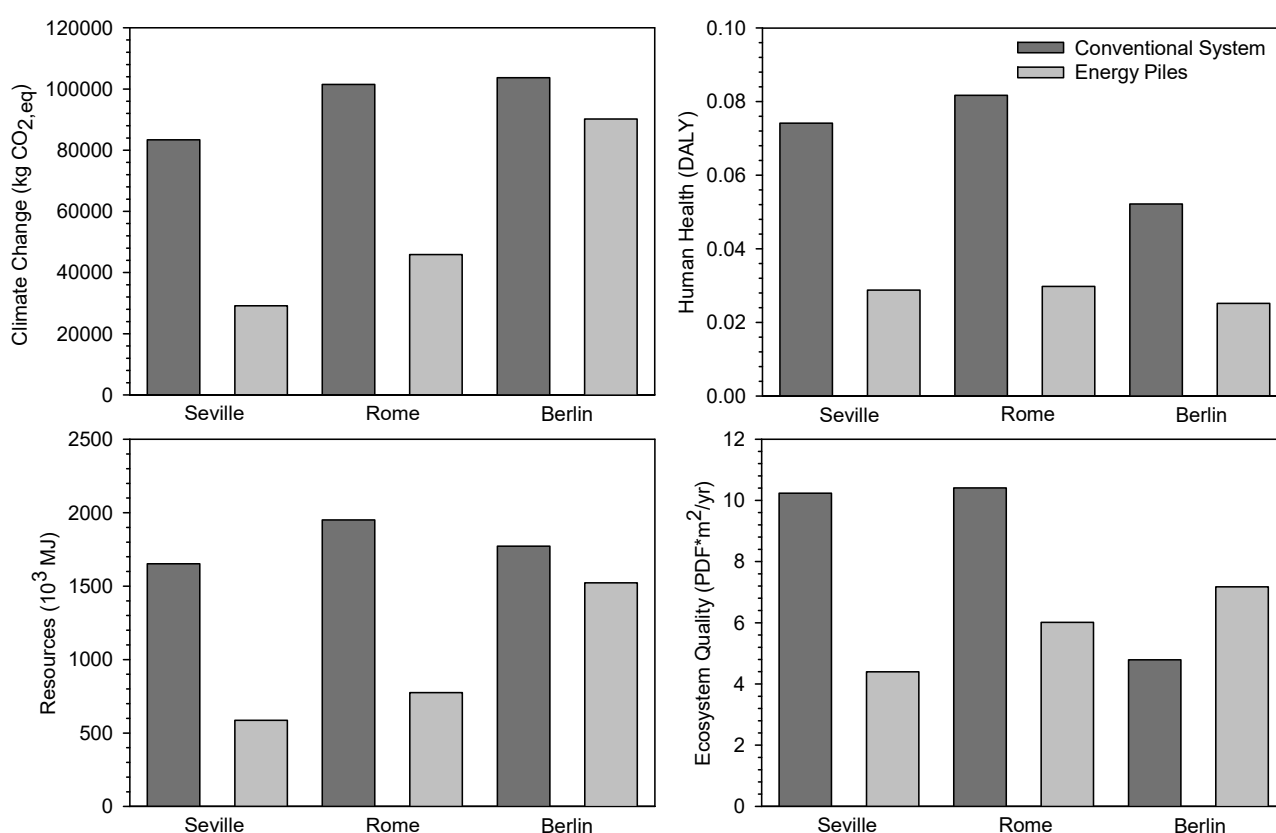 Climate Change (kg CO2,eq)
120000
100000
80000
60000
40000
20000
0
Seville Rome Berlin
Human Health (DALY)
0.10
0.08
0.06
0.04
0.02
0.00
Conventional System
Energy Piles
Seville Rome Berlin
Resources (10^3 MJ)
2500
2000
1500
1000
500
0
Seville Rome Berlin
Ecosystem Quality (PDF*m^2/yr)
12
10
8
6
4
2
0
Seville Rome Berlin